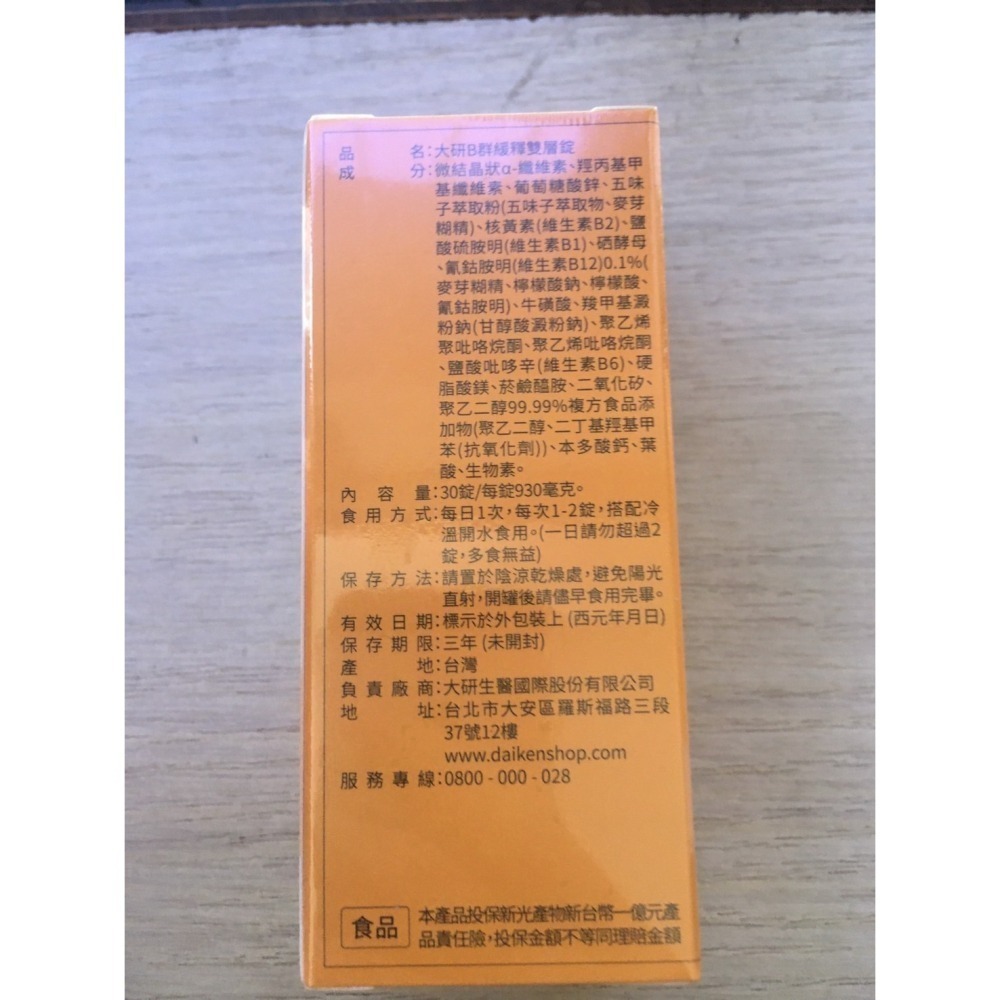 品名:大研B群緩釋雙層錠
成分:微結晶狀α-纖維素、羥丙基甲
基纖維素、葡萄糖酸鋅、五味
子萃取粉(五味子萃取物、麥芽
糊精)、核黃素(維生素B2)、鹽
酸硫胺明(維生素B1)、硒酵母
、氰鈷胺明(維生素B12)0.1%(
麥芽糊精、檸檬酸鈉、檸檬酸、
氰鈷胺明)、牛磺酸、羧甲基澱
粉鈉(甘醇酸澱粉鈉)、聚乙烯
聚吡咯烷酮、聚乙烯吡咯烷酮
、鹽酸吡哆辛(維生素B6)、硬
脂酸鎂、菸鹼醯胺、二氧化矽、
聚乙二醇99.99%複方食品添
加物(聚乙二醇、二丁基羥基甲
苯(抗氧化劑))、本多酸鈣、葉
酸、生物素。
內容量:30錠/每錠930毫克。
食用方式:每日1次,每次1-2錠,搭配冷
溫開水食用。(一日請勿超過2
錠,多食無益)
保存方法:請置於陰涼乾燥處,避免陽光
直射,開罐後請儘早食用完畢。
有效日期:標示於外包裝上 (西元年月日)
保存期限:三年 (未開封)
產地:台灣
負責廠商:大研生醫國際股份有限公司
地址:台北市大安區羅斯福路三段
37號12樓
www.daikenshop.com
服務專線:0800 - 000 - 028
食品
本產品投保新光產物新台幣一億元產
品責任險,投保金額不等同理賠金額